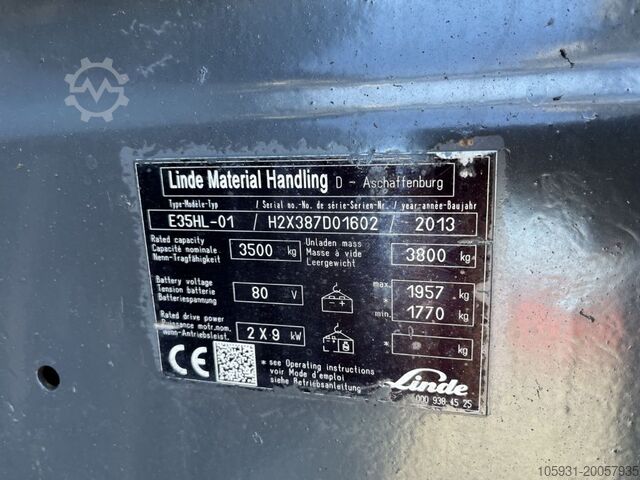 Linde Material Handling D - Aschaffenburg
Type-Modèle-Typ / Serial no.-No de série-Serien-Nr. / year-année-Baujahr
E35HL-01 / H2X387D01602 / 2013
Rated capacity
Capacité nominale
Nenn-Tragfähigkeit
3500 kg
Unladen mass
Masse à vide
Leergewicht
3800 kg
Battery voltage
Tension batterie
Batteriespannung
80 V
max. * 1957 kg
min. * 1770 kg
Rated drive power
Puissance motr.nom.
Nenn-Antriebsleist.
2 X 9 kW
* kg
CE
* see Operating instructions
voir Mode d'emploi
siehe Betriebsanleitung
Linde
000 938 45 25
105931-20057935